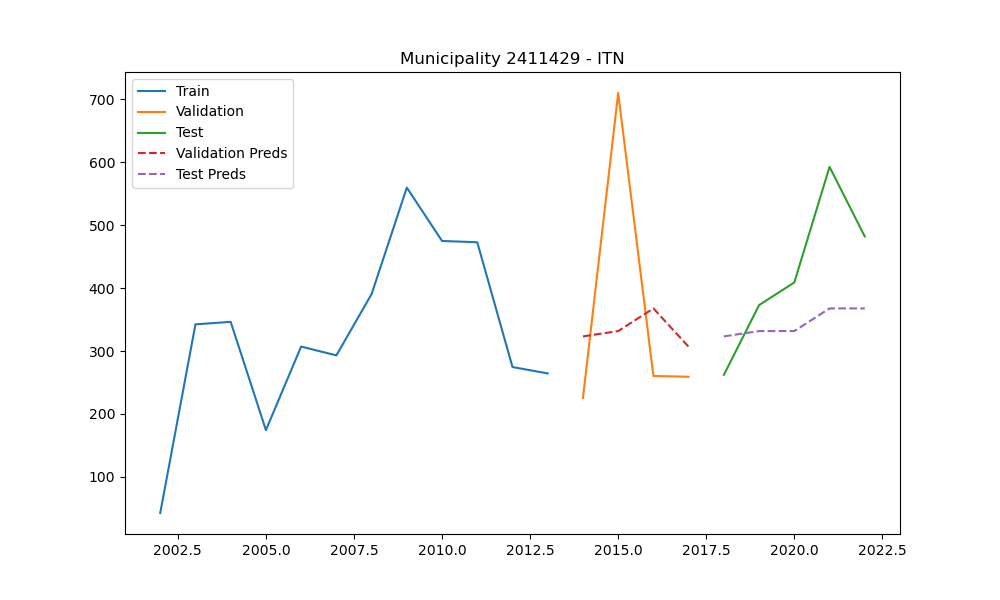 Municipality 2411429 - ITN
Train
Validation
Test
Validation Preds
Test Preds
700
600
500
400
300
200
100
2002.5 2005.0 2007.5 2010.0 2012.5 2015.0 2017.5 2020.0 2022.5